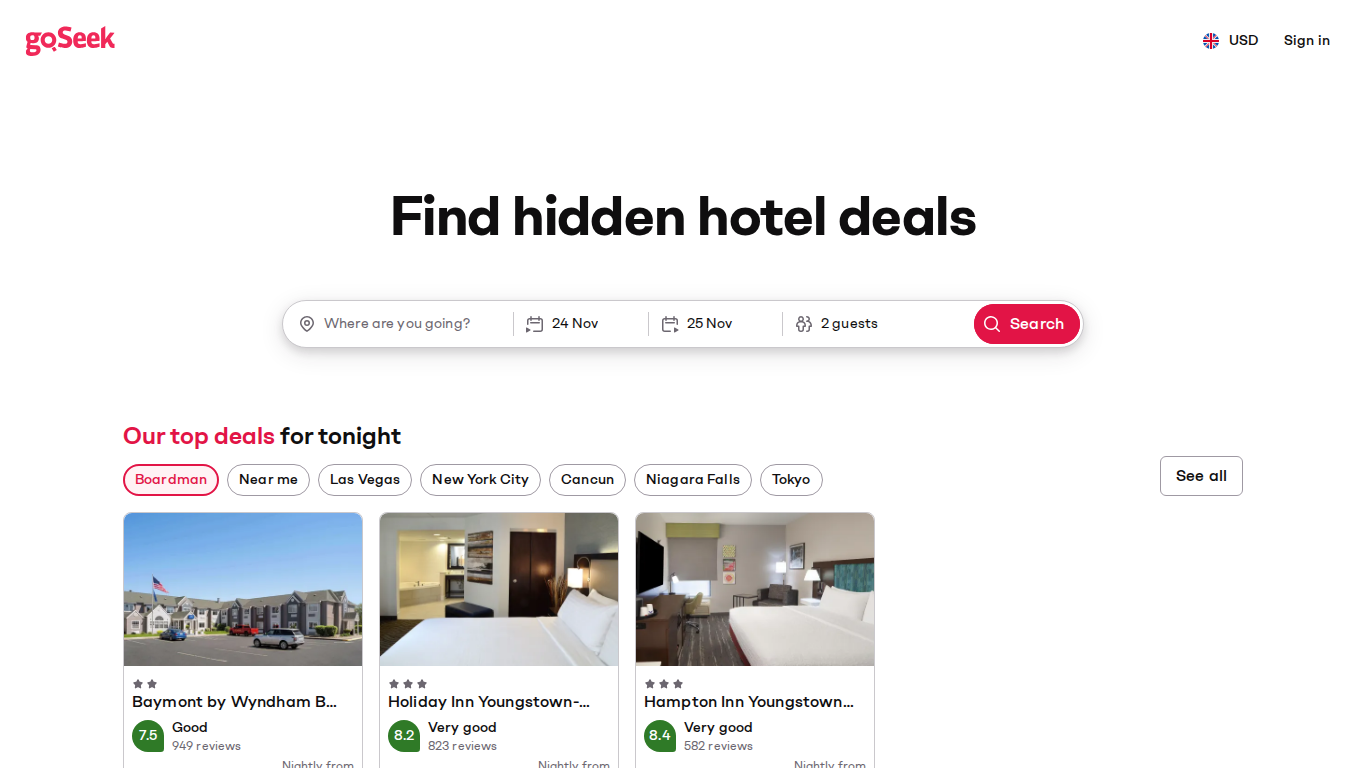 goSeek
USD
Sign in
Find hidden hotel deals
Where are you going?
24 Nov
25 Nov
2 guests
Search
Our top deals for tonight
Boardman
Near me
Las Vegas
New York City
Cancun
Niagara Falls
Tokyo
See all
Baymont by Wyndham B...
7.5
Good
949 reviews
Nightly from
Holiday Inn Youngstown-...
8.2
Very good
823 reviews
Nightly from
Hampton Inn Youngstown...
8.4
Very good
582 reviews
Nightly from